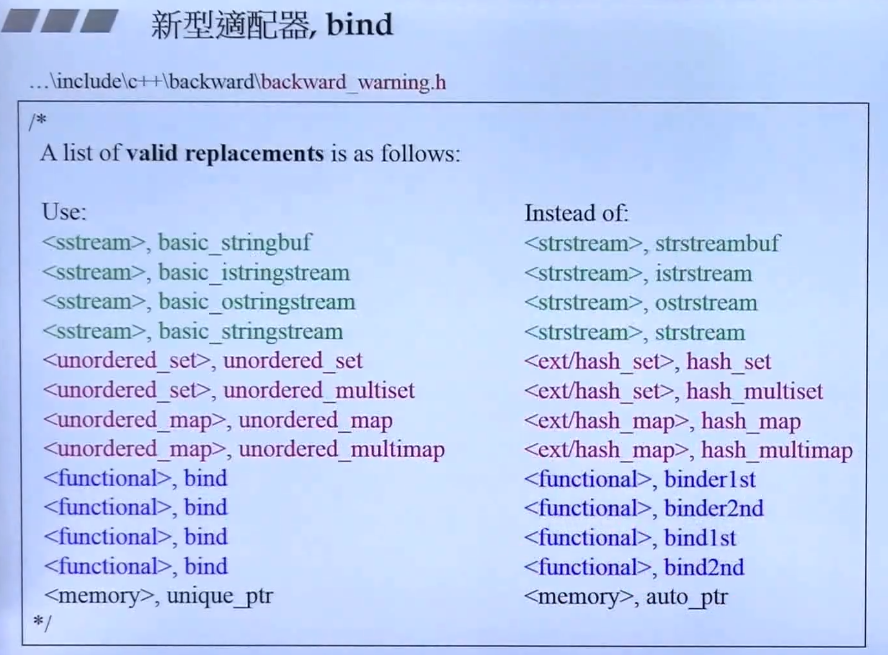 新型適配器, bind
…\include\c++\backward\backward_warning.h
/*
A list of valid replacements is as follows:
Use: Instead of:
<sstream>, basic_stringbuf <strstream>, strstreambuf
<sstream>, basic_istringstream <strstream>, istrstream
<sstream>, basic_ostringstream <strstream>, ostrstream
<sstream>, basic_stringstream <strstream>, strstream
<unordered_set>, unordered_set <ext/hash_set>, hash_set
<unordered_set>, unordered_multiset <ext/hash_set>, hash_multiset
<unordered_map>, unordered_map <ext/hash_map>, hash_map
<unordered_map>, unordered_multimap <ext/hash_map>, hash_multimap
<functional>, bind <functional>, binder1st
<functional>, bind <functional>, binder2nd
<functional>, bind <functional>, bind1st
<functional>, bind <functional>, bind2nd
<memory>, unique_ptr <memory>, auto_ptr
*/